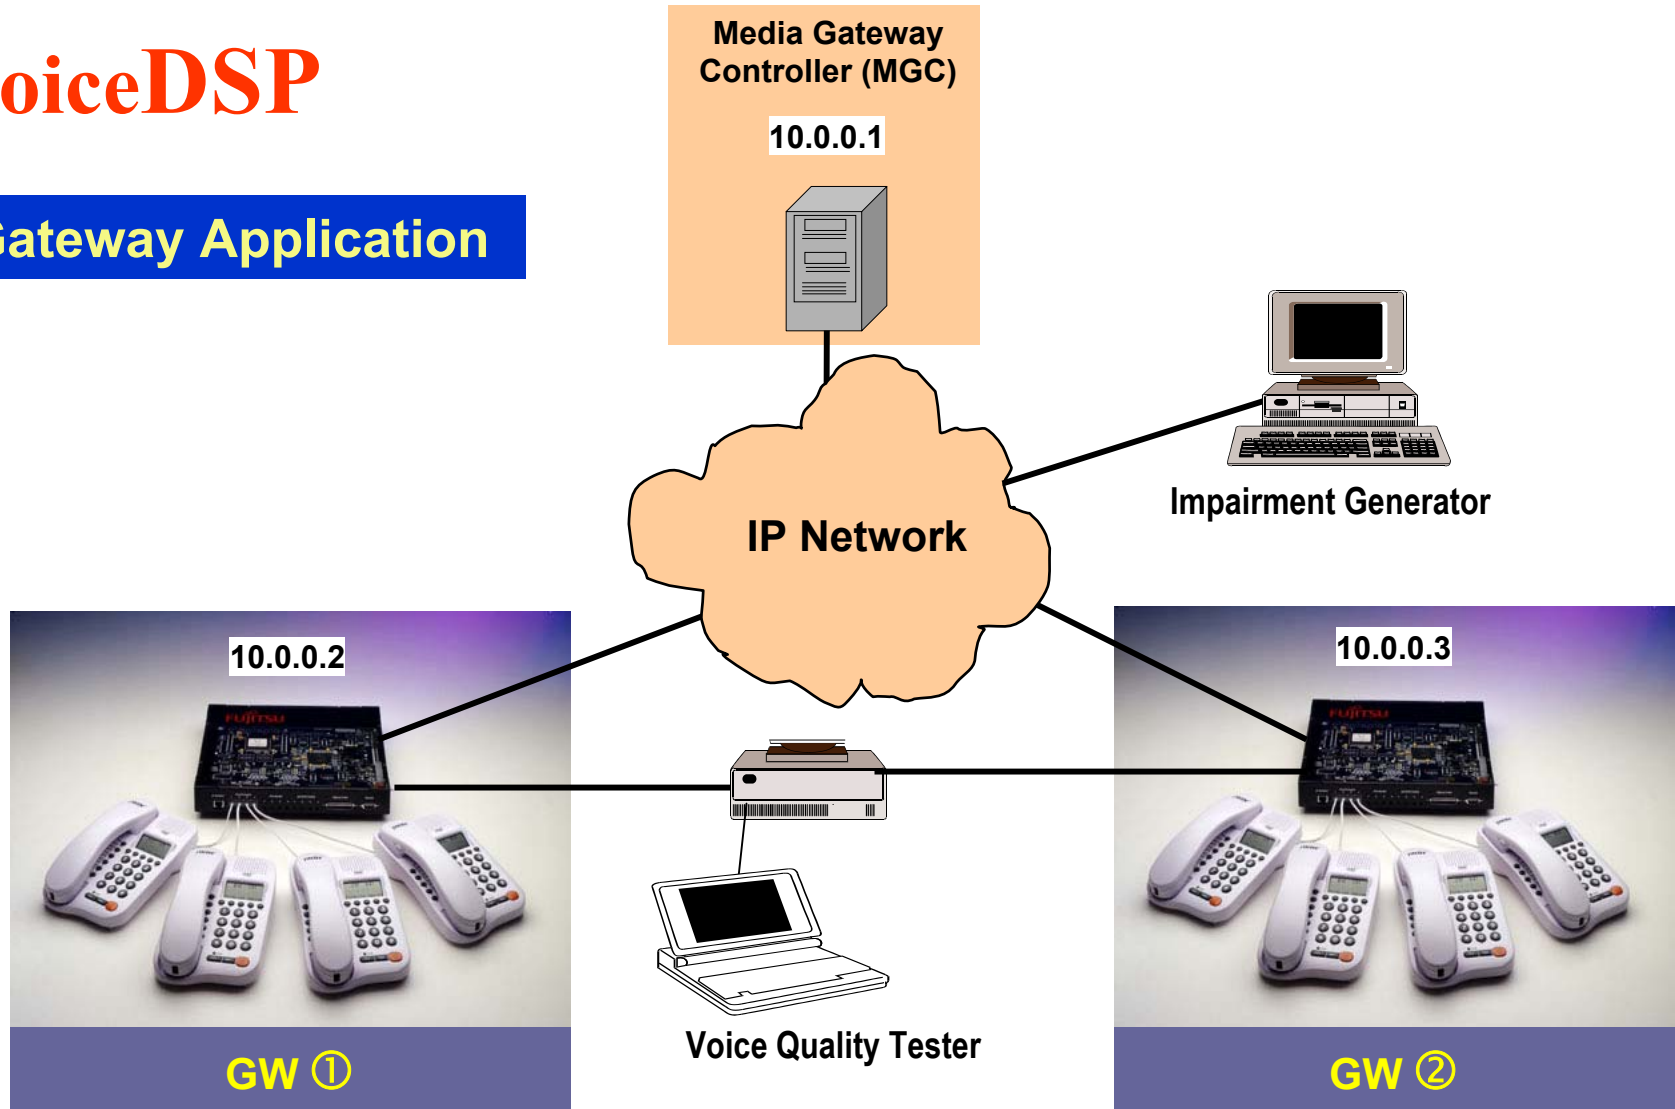 oiceDSP
Gateway Application
Media Gateway
Controller (MGC)
10.0.0.1
Impairment Generator
IP Network
10.0.0.2
FUJITSU
10.0.0.3
FUJITSU
Voice Quality Tester
GW ①
GW ②